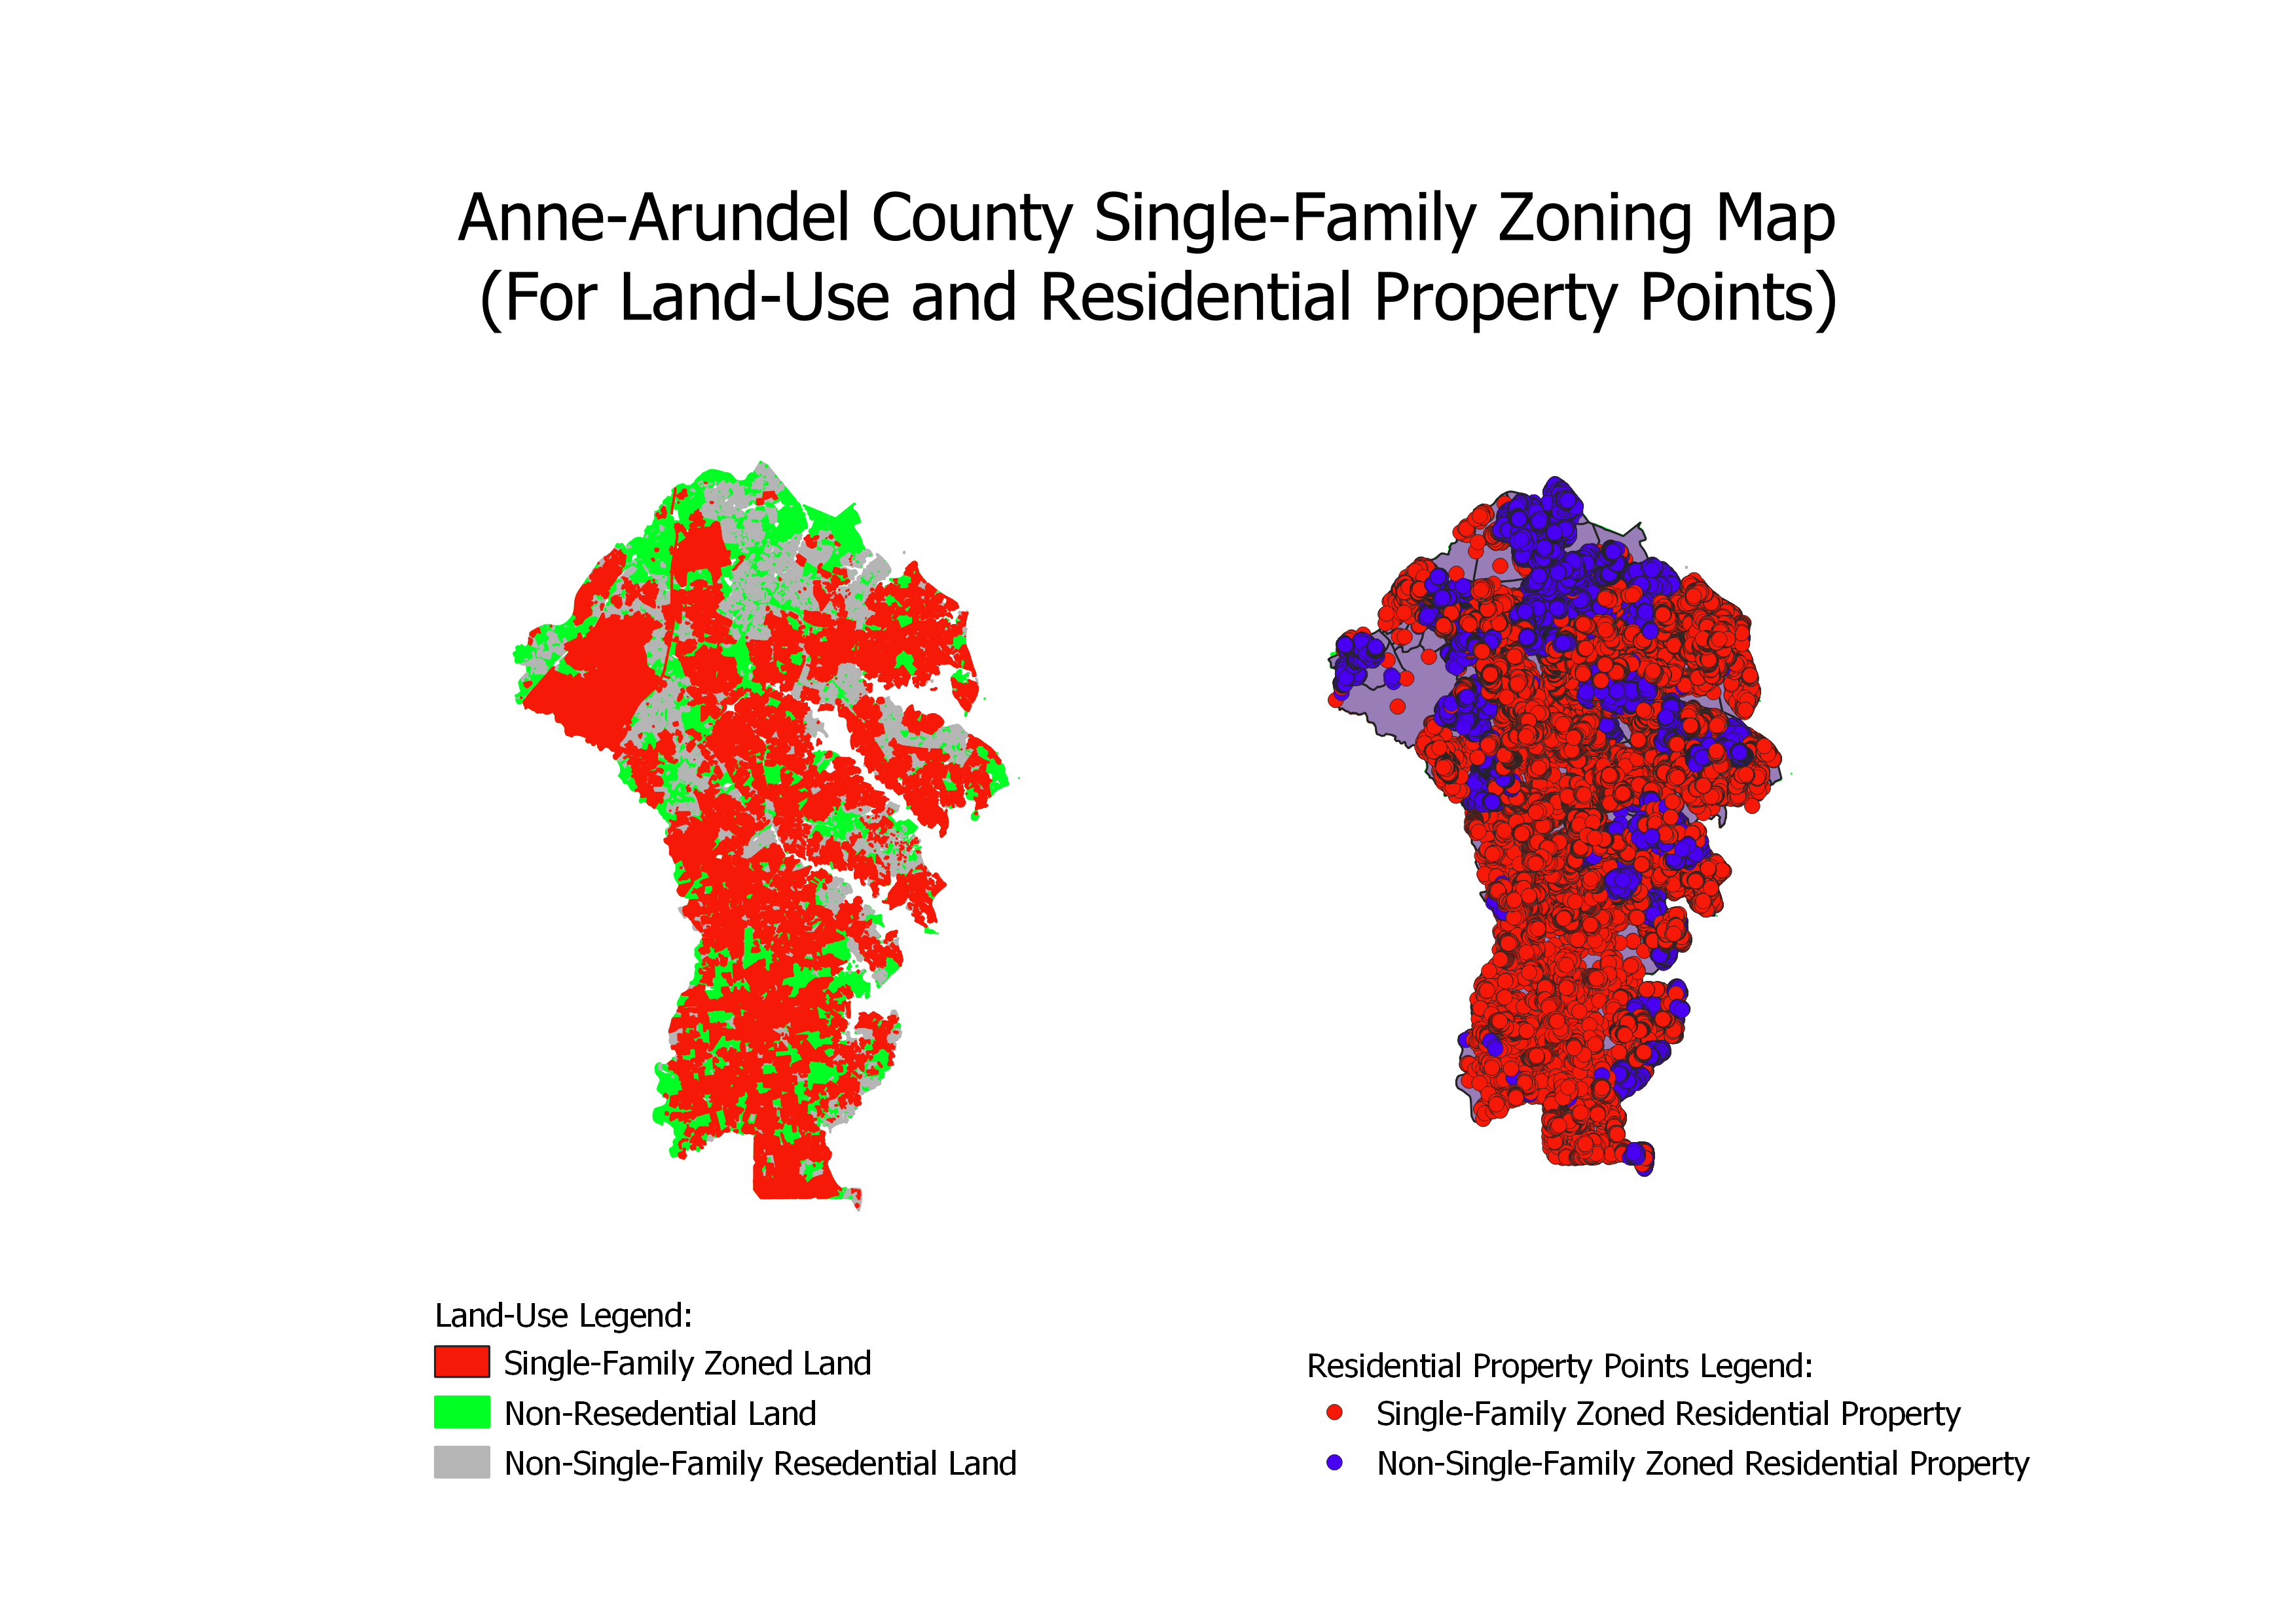 Anne-Arundel County Single-Family Zoning Map
(For Land-Use and Residential Property Points)
Land-Use Legend:
Single-Family Zoned Land
Non-Resedential Land
Non-Single-Family Resedential Land
Residential Property Points Legend:
Single-Family Zoned Residential Property
Non-Single-Family Zoned Residential Property